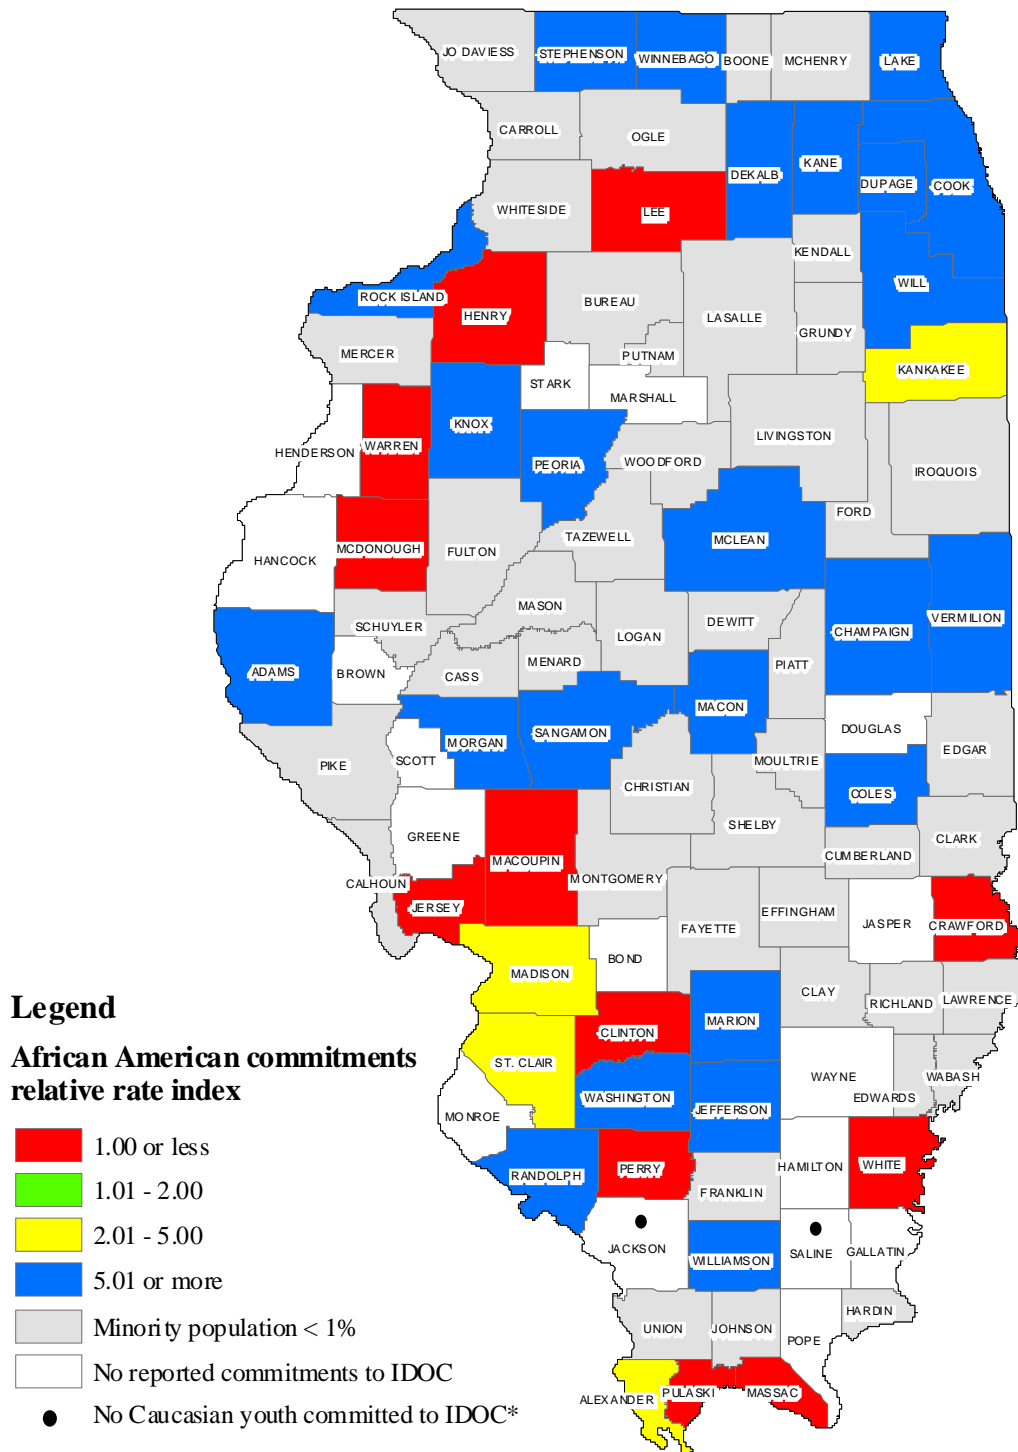 JO DAVIESS
STEPHENSON
WINNEBAGO
BOONE
MCHENRY
LAKE
CARROLL
OGLE
DEKALB
KANE
DUPAGE
COOK
WHITESIDE
LEE
KENDALL
WILL
ROCK ISLAND
HENRY
BUREAU
LASALLE
GRUNDY
MERCER
PUTNAM
KANKAKEE
STARK
MARSHALL
HENDERSON
WARREN
KNOX
PEORIA
WOODFORD
LIVINGSTON
IROQUOIS
FORD
HANCOCK
MCDONOUGH
FULTON
TAZEWELL
MCLEAN
SCHUYLER
MASON
LOGAN
DEWITT
CHAMPAIGN
VERMILION
ADAMS
BROWN
CASS
MENARD
PIATT
MACON
MORGAN
SANGAMON
DOUGLAS
EDGAR
PIKE
SCOTT
CHRISTIAN
MOULTRIE
COLES
SHELBY
GREENE
MACOUPIN
MONTGOMERY
CUMBERLAND
CLARK
CALHOUN
JERSEY
FAYETTE
EFFINGHAM
JASPER
CRAWFORD
MADISON
BOND
CLAY
RICHLAND
LAWRENCE
CLINTON
MARION
ST. CLAIR
WAYNE
EDWARDS
WABASH
MONROE
WASHINGTON
JEFFERSON
RANDOLPH
PERRY
FRANKLIN
HAMILTON
WHITE
JACKSON
WILLIAMSON
SALINE
GALLATIN
UNION
JOHNSON
POPE
HARDIN
ALEXANDER
PULASKI
MASSAC
Legend
African American commitments
relative rate index
1.00 or less
1.01 - 2.00
2.01 - 5.00
5.01 or more
Minority population < 1%
No reported commitments to IDOC
No Caucasian youth committed to IDOC*